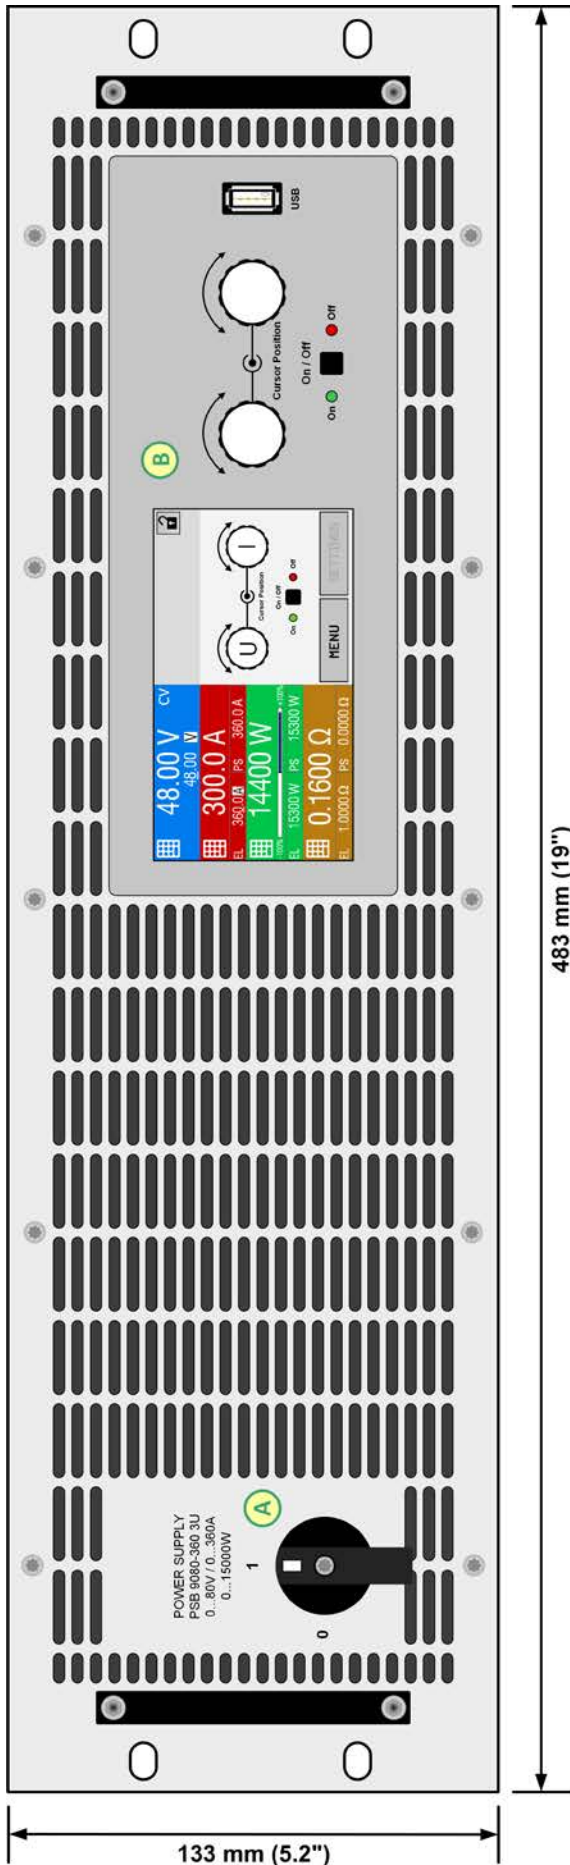 POWER SUPPLY
PSB 9080-360 3U
0...80V / 0...360A
0...15000W
A
0
1
48.00 V CV
48.00 V
300.0 A
EL 360.0 A PS 360.0 A
14400 W
-100% +100%
EL 15300 W PS 15300 W
0.1600 Ω
EL 1.0000 Ω PS 0.0000 Ω
U
I
Cursor Position
On / Off
On
Off
MENU
SETTINGS
B
Cursor Position
On / Off
On
Off
USB
483 mm (19")
133 mm (5.2")